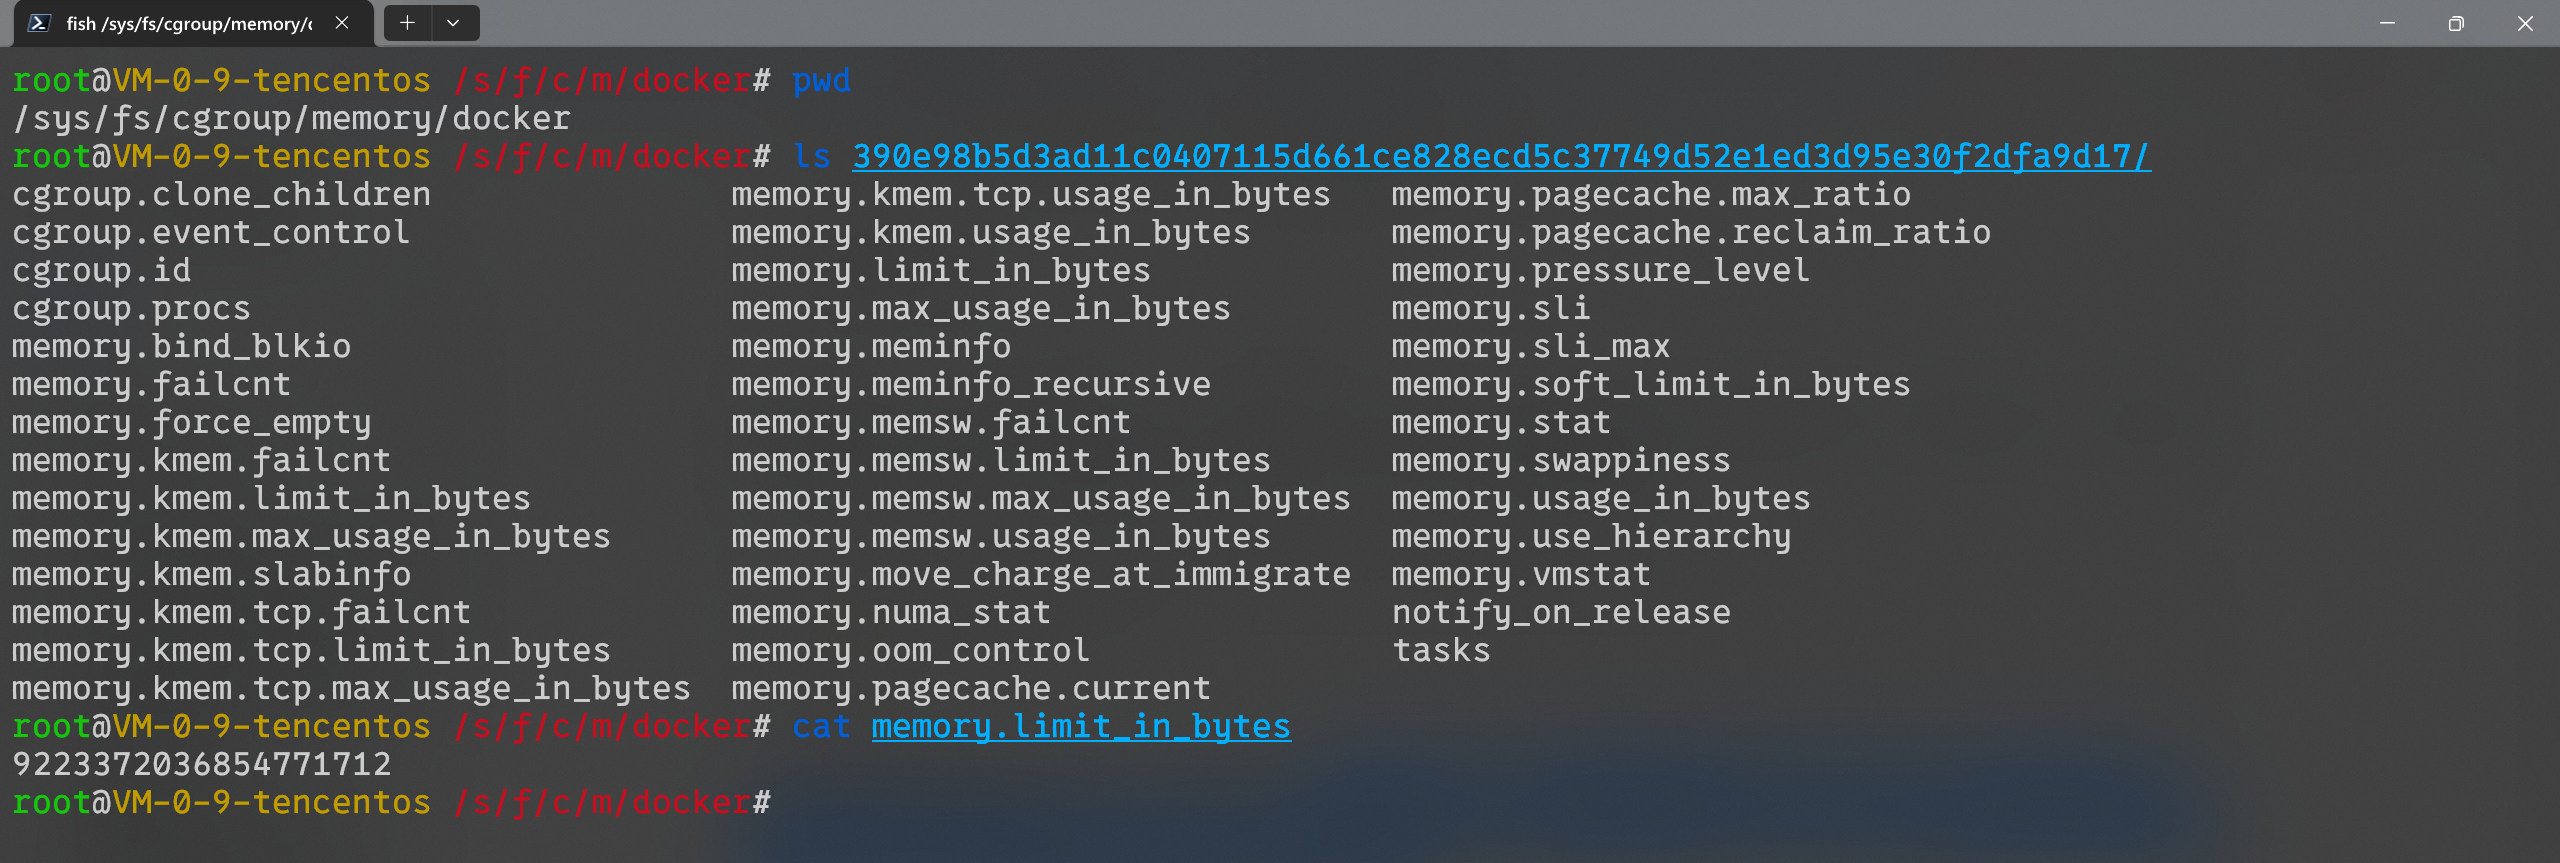 fish /sys/fs/cgroup/memory/
root@VM-0-9-tencentos /s/f/c/m/docker# pwd
/sys/fs/cgroup/memory/docker
root@VM-0-9-tencentos /s/f/c/m/docker# ls 390e98b5d3ad11c0407115d661ce828ecd5c37749d52e1ed3d95e30f2dfa9d17/
cgroup.clone_children memory.kmem.tcp.usage_in_bytes memory.pagecache.max_ratio
cgroup.event_control memory.kmem.usage_in_bytes memory.pagecache.reclaim_ratio
cgroup.id memory.limit_in_bytes memory.pressure_level
cgroup.procs memory.max_usage_in_bytes memory.sli
memory.bind_blkio memory.meminfo memory.sli_max
memory.failcnt memory.meminfo_recursive memory.soft_limit_in_bytes
memory.force_empty memory.memsw.failcnt memory.stat
memory.kmem.failcnt memory.memsw.limit_in_bytes memory.swappiness
memory.kmem.limit_in_bytes memory.memsw.max_usage_in_bytes memory.usage_in_bytes
memory.kmem.max_usage_in_bytes memory.memsw.usage_in_bytes memory.use_hierarchy
memory.kmem.slabinfo memory.move_charge_at_immigrate memory.vmstat
memory.kmem.tcp.failcnt memory.numa_stat notify_on_release
memory.kmem.tcp.limit_in_bytes memory.oom_control tasks
memory.kmem.tcp.max_usage_in_bytes memory.pagecache.current
root@VM-0-9-tencentos /s/f/c/m/docker# cat memory.limit_in_bytes
9223372036854771712
root@VM-0-9-tencentos /s/f/c/m/docker#